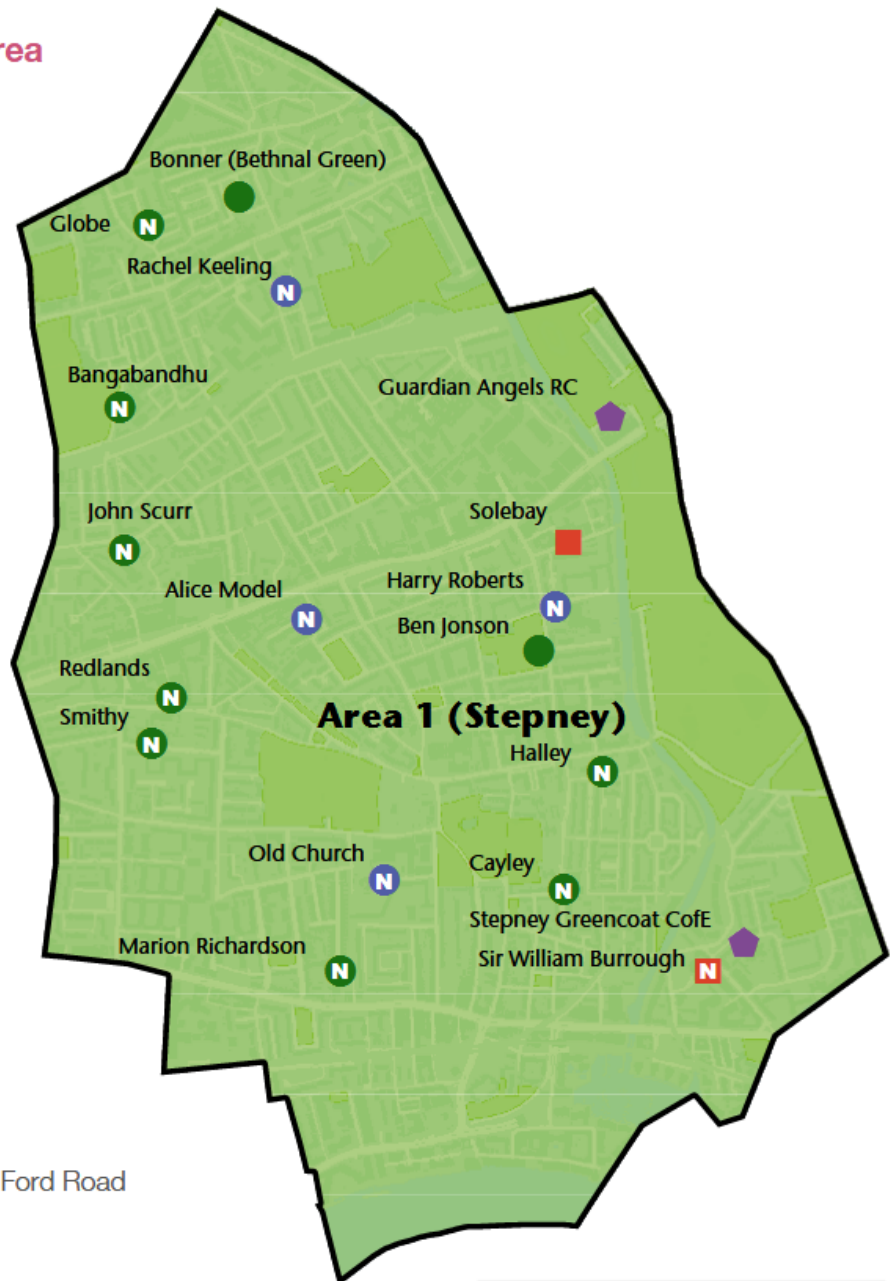 rea
Bonner (Bethnal Green)
Globe
N
Rachel Keeling
N
Bangabandhu
N
Guardian Angels RC
John Scurr
N
Solebay
Alice Model
N
Harry Roberts
N
Ben Jonson
Redlands
N
Smithy
N
Area 1 (Stepney)
Halley
N
Old Church
N
Cayley
N
Stepney Greencoat CofE
Marion Richardson
N
Sir William Burrough
N
Ford Road